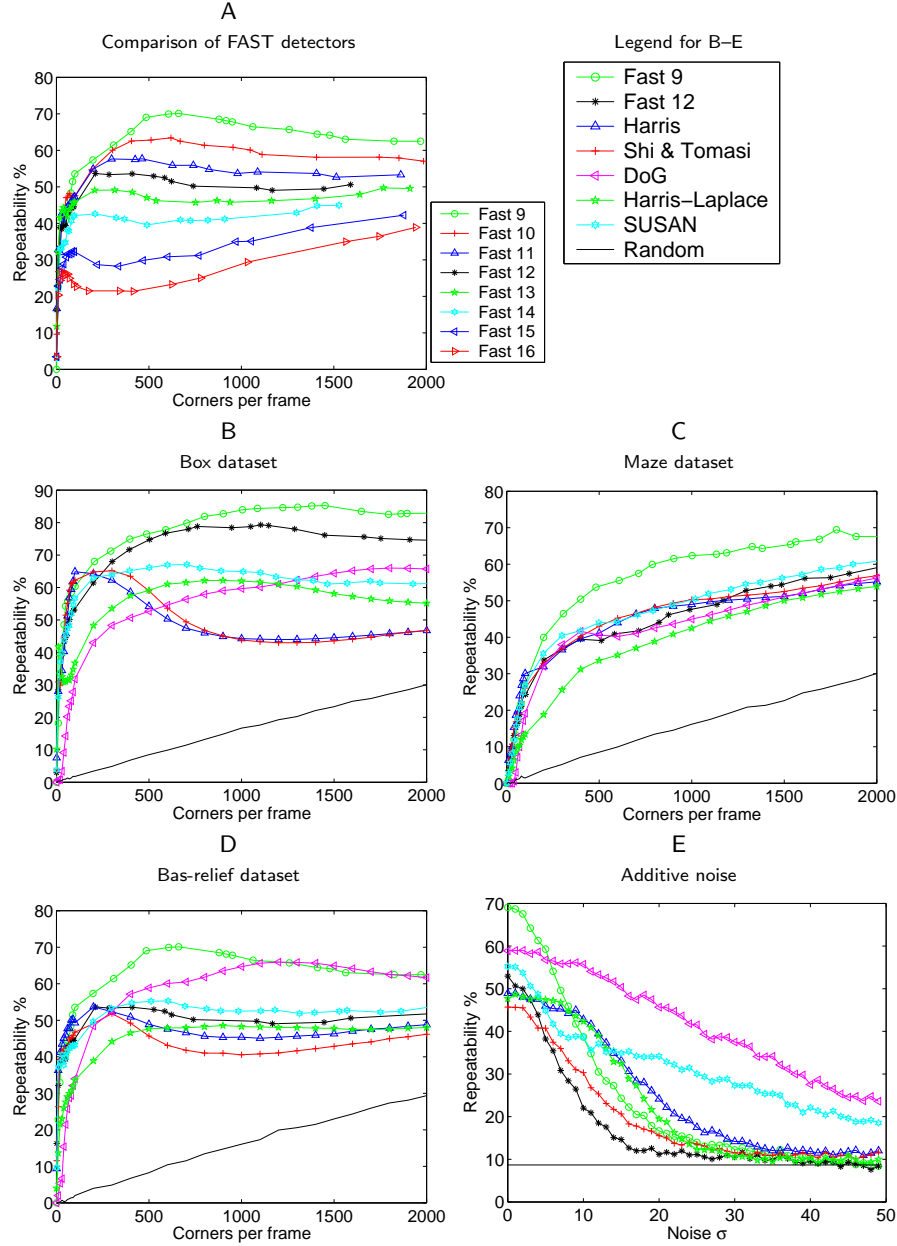 A
Comparison of FAST detectors
Legend for B–E
Fast 9
Fast 12
Harris
Shi & Tomasi
DoG
Harris−Laplace
SUSAN
Random
80
70
60
50
40
30
20
10
0
Repeatability %
0 500 1000 1500 2000
Corners per frame
Fast 9
Fast 10
Fast 11
Fast 12
Fast 13
Fast 14
Fast 15
Fast 16
B
Box dataset
90
80
70
60
50
40
30
20
10
0
Repeatability %
0 500 1000 1500 2000
Corners per frame
C
Maze dataset
80
70
60
50
40
30
20
10
0
Repeatability %
0 500 1000 1500 2000
Corners per frame
D
Bas-relief dataset
80
70
60
50
40
30
20
10
0
Repeatability %
0 500 1000 1500 2000
Corners per frame
E
Additive noise
70
60
50
40
30
20
10
0
Repeatability %
0 10 20 30 40 50
Noise σ